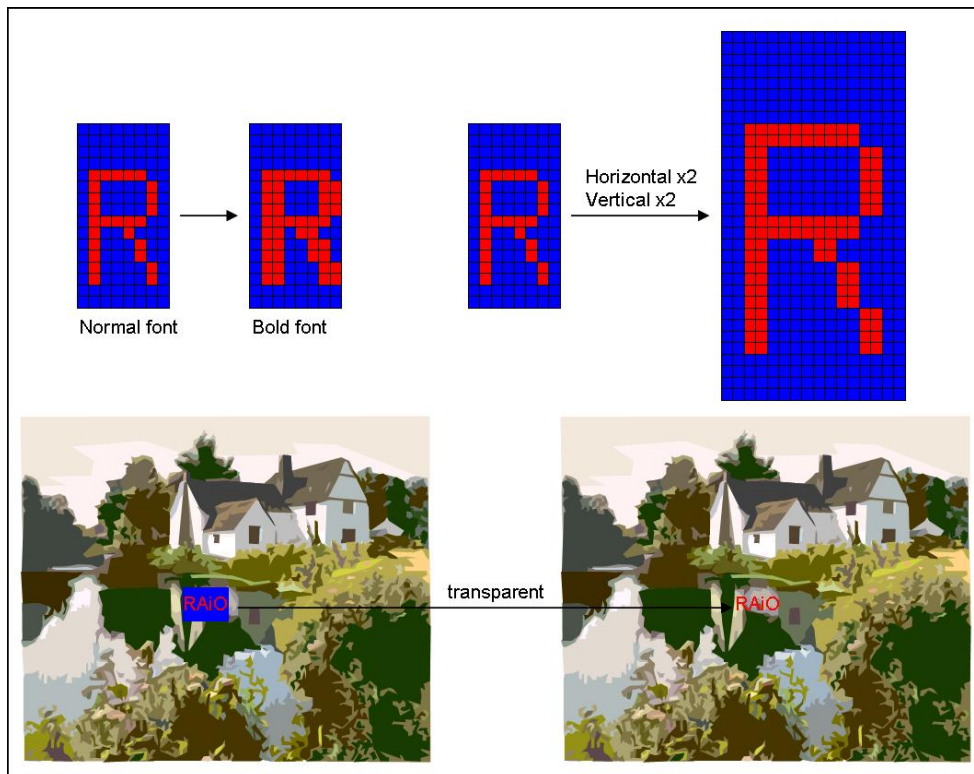 Horizontal x2
Vertical x2
Normal font
Bold font
RAiO
transparent
RAiO